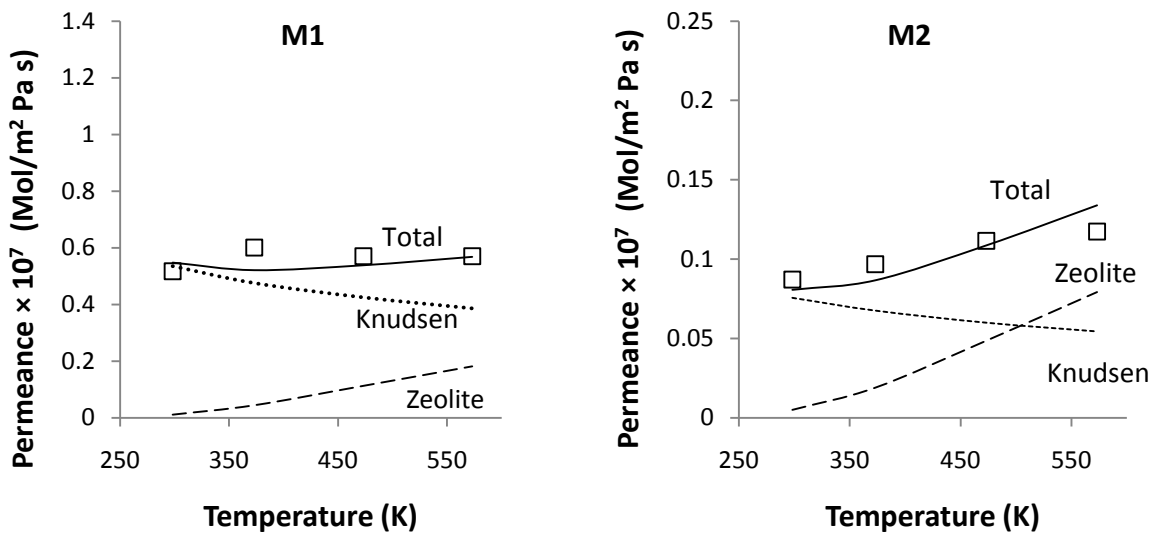 M1
Permeance × 10⁷ (Mol/m² Pa s)
1.4
1.2
1
0.8
0.6
0.4
0.2
0
Total
Knudsen
Zeolite
250
350
450
550
Temperature (K)
M2
Permeance × 10⁷ (Mol/m² Pa s)
0.25
0.2
0.15
0.1
0.05
0
Total
Zeolite
Knudsen
250
350
450
550
Temperature (K)